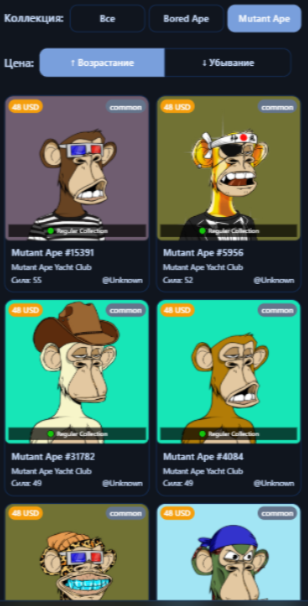 Коллекция: Все Bored Ape Mutant Ape
Цена: ↑ Возрастание ↓ Убывание
48 USD common 48 USD common
Regular Collection Regular Collection
Mutant Ape #15391 Mutant Ape #5956
Mutant Ape Yacht Club Mutant Ape Yacht Club
Сила: 55 @Unknown Сила: 52 @Unknown
48 USD common 48 USD common
Regular Collection Regular Collection
Mutant Ape #31782 Mutant Ape #4084
Mutant Ape Yacht Club Mutant Ape Yacht Club
Сила: 49 @Unknown Сила: 49 @Unknown
48 USD common 48 USD common